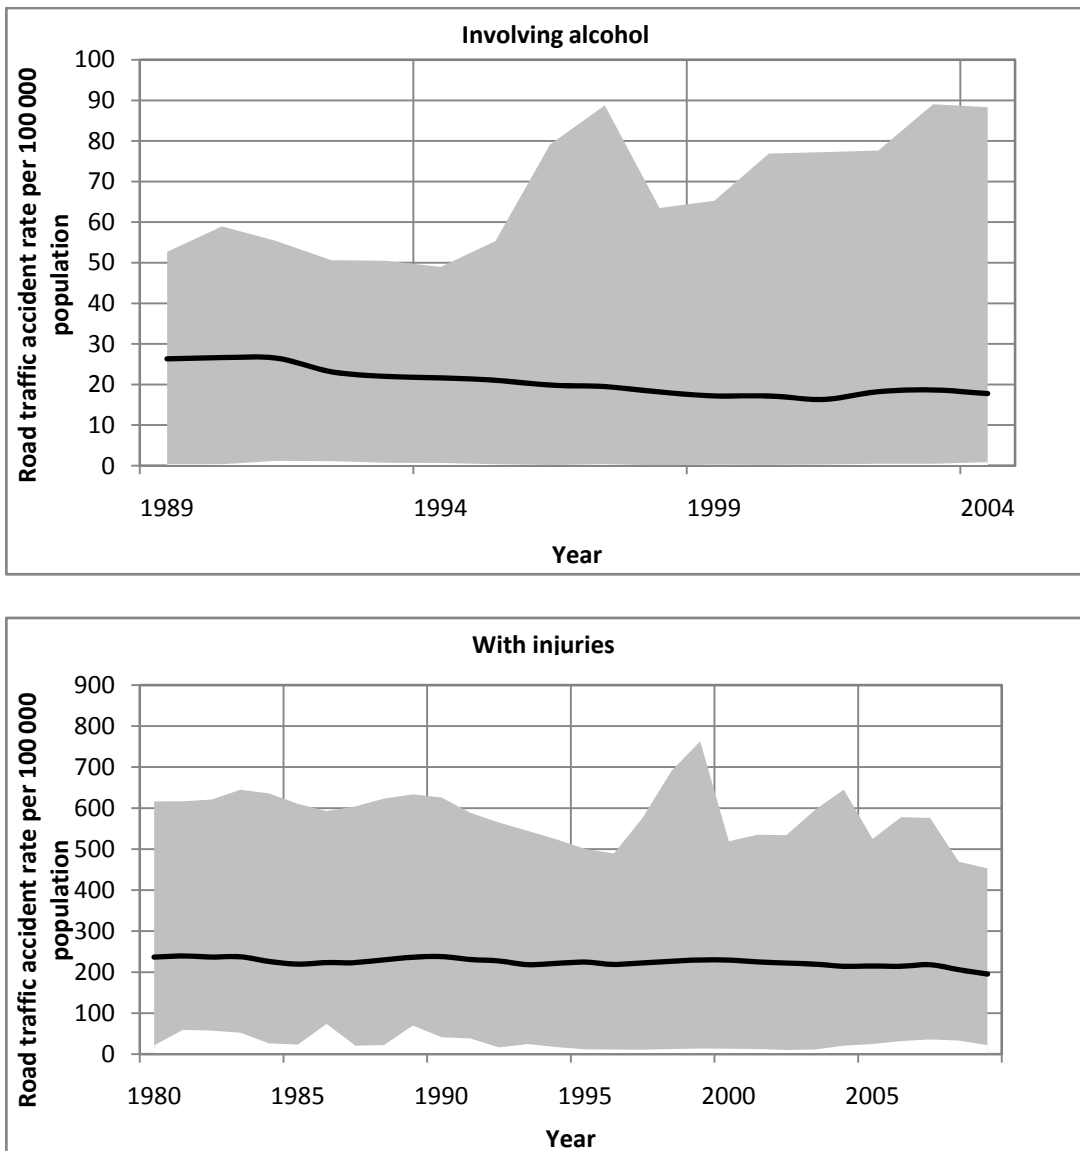 Involving alcohol
Road traffic accident rate per 100 000
population
100
90
80
70
60
50
40
30
20
10
0
1989 1994 1999 2004
Year
With injuries
Road traffic accident rate per 100 000
population
900
800
700
600
500
400
300
200
100
0
1980 1985 1990 1995 2000 2005
Year